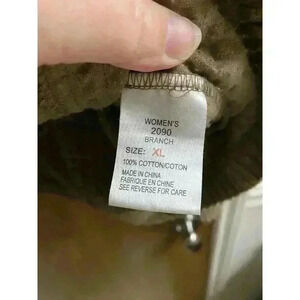 WOMEN'S
2090
BRANCH
SIZE: XL
100% COTTON/COTON
MADE IN CHINA
FABRIQUE EN CHINE
SEE REVERSE FOR CARE